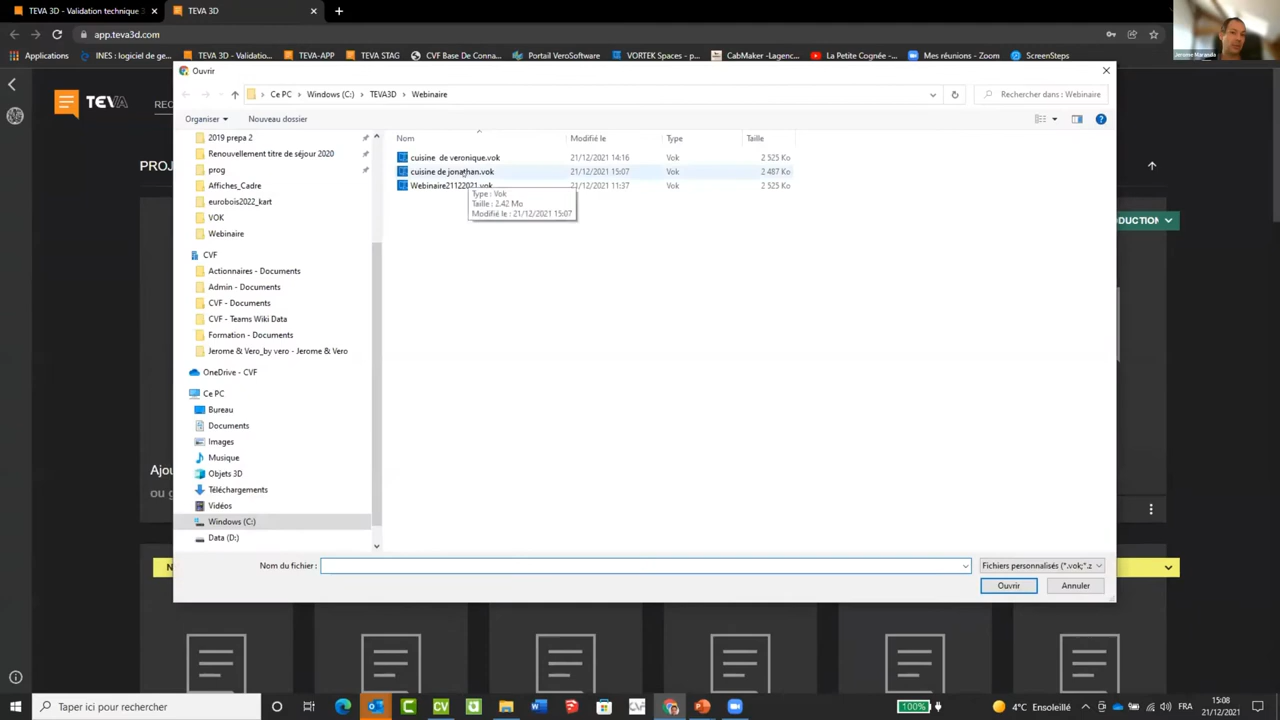 TEVA 3D - Validation technique 3
TEVA 3D
app.teva3d.com
Applications
INES : logiciel de ge...
TEVA 3D - Validatio...
TEVA-APP
TEVA STAG
CVF Base De Conna...
Portail VeroSoftware
VORTEK Spaces - p...
CabMaker -L'agenc...
La Petite Cognée -...
Mes réunions - Zoom
ScreenSteps
Jerome Maranda
Ouvrir
Ce PC > Windows (C:) > TEVA3D > Webinaire
Rechercher dans : Webinaire
TEVA
Organiser
Nouveau dossier
Nom
Modifié le
Type
Taille
cuisine de veronique.vok 21/12/2021 14:16 Vok 2 525 Ko
cuisine de jonathan.vok 21/12/2021 15:07 Vok 2 487 Ko
Webinaire21122021.vok 21/12/2021 11:37 Vok 2 525 Ko
Type : Vok
Taille : 2,42 Mo
Modifié le : 21/12/2021 15:07
2019 prepa 2
Renouvellement titre de séjour 2020
prog
Affiches_Cadre
eurobois2022_kart
VOK
Webinaire
CVF
Actionnaires - Documents
Admin - Documents
CVF - Documents
CVF - Teams Wiki Data
Formation - Documents
Jerome & Vero_by vero - Jerome & Vero
OneDrive - CVF
Ce PC
Bureau
Documents
Images
Musique
Objets 3D
Téléchargements
Vidéos
Windows (C:)
Data (D:)
PROJ
DUCTION
Ajou
ou g
N
Nom du fichier :
Fichiers personnalisés (*.vok;*.z
Ouvrir
Annuler
Taper ici pour rechercher
100%
4°C Ensoleillé
15:08
21/12/2021